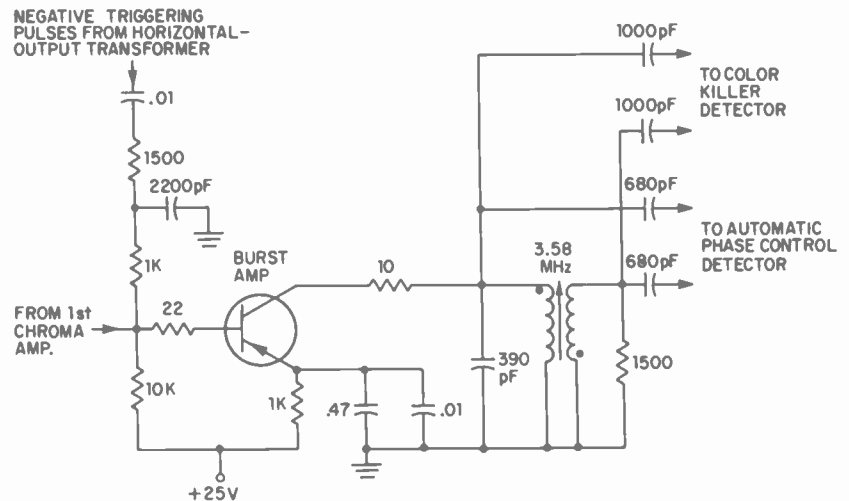 NEGATIVE TRIGGERING
PULSES FROM HORIZONTAL-
OUTPUT TRANSFORMER
.01
1500
2200pF
1K
BURST
AMP
10
FROM 1st
CHROMA
AMP.
22
10K
1K
.47
.01
+25V
390
pF
3.58
MHz
1500
1000pF
TO COLOR
KILLER
DETECTOR
1000pF
680pF
TO AUTOMATIC
PHASE CONTROL
DETECTOR
680pF